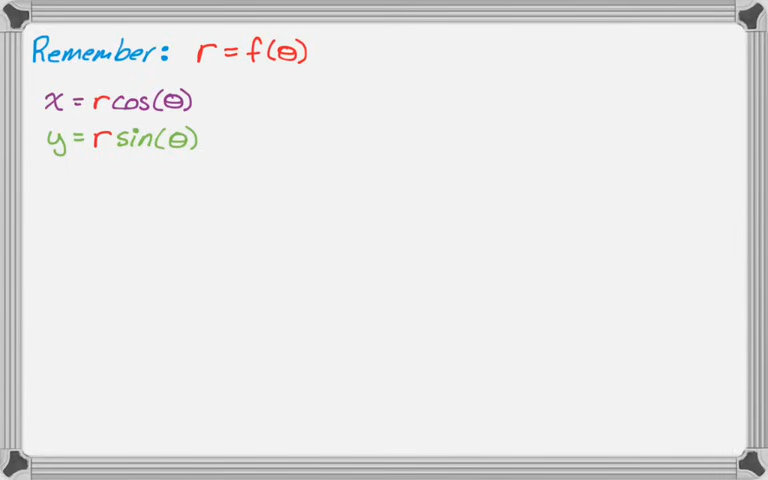 Remember: r = f(θ)
x = r cos(θ)
y = r sin(θ)